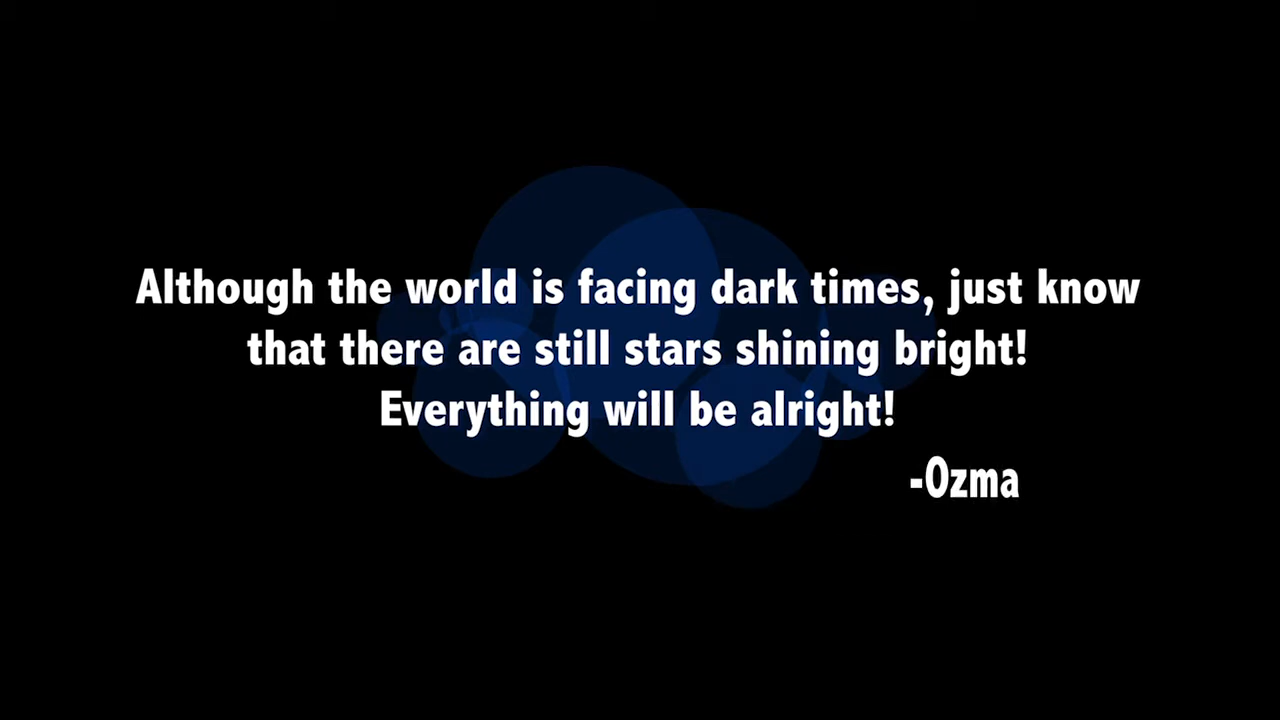 Although the world is facing dark times, just know
that there are still stars shining bright!
Everything will be alright!
-Ozma